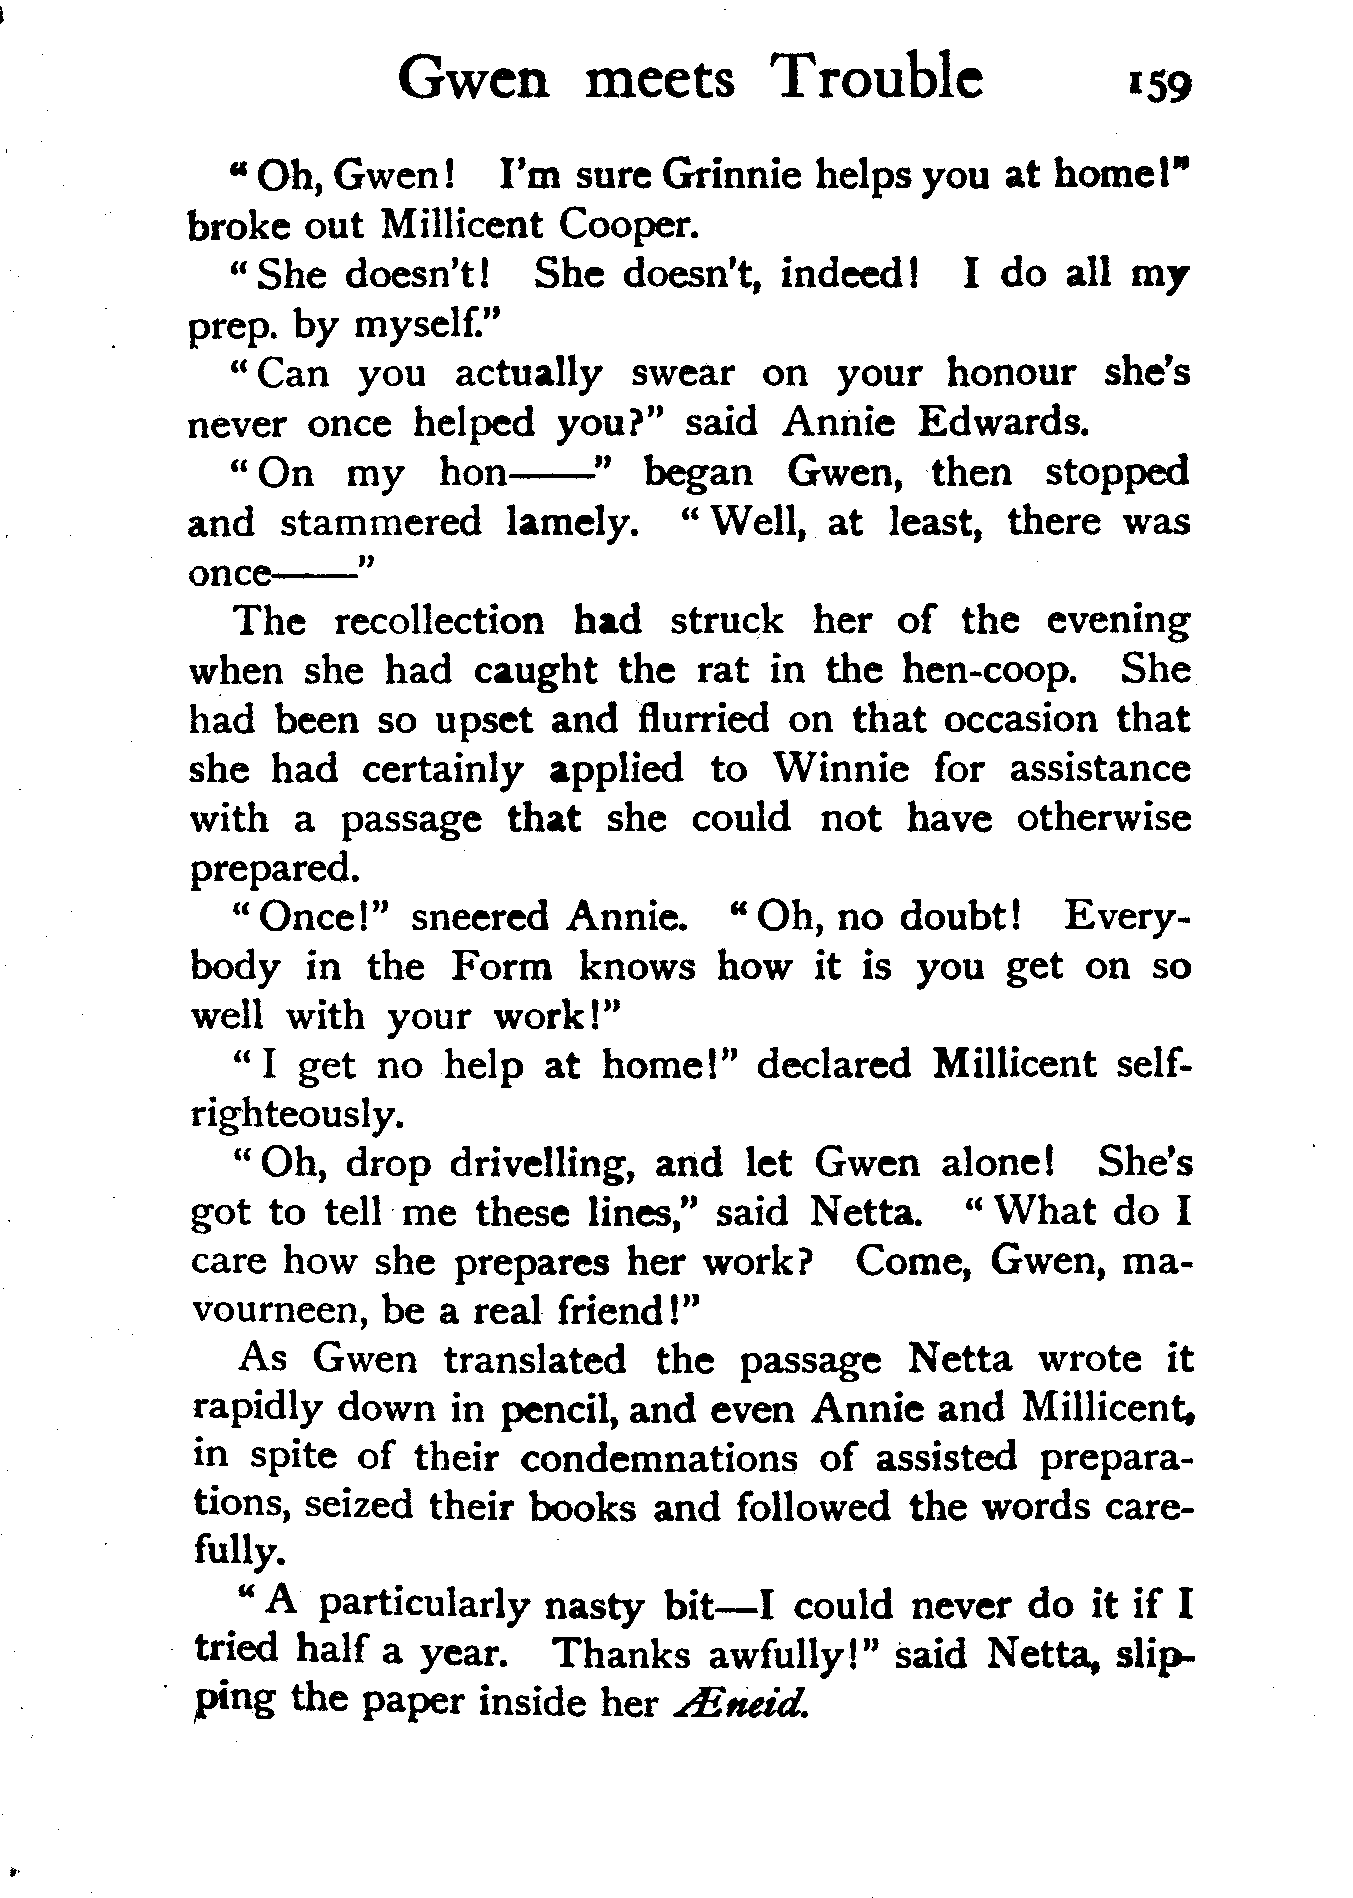 Gwen meets Trouble 159
“Oh, Gwen! I'm sure Grinnie helps you at home!”
broke out Millicent Cooper.
“She doesn't! She doesn't, indeed! I do all my
prep. by myself.”
“Can you actually swear on your honour she's
never once helped you?” said Annie Edwards.
“On my hon——” began Gwen, then stopped
and stammered lamely. “Well, at least, there was
once——”
The recollection had struck her of the evening
when she had caught the rat in the hen-coop. She
had been so upset and flurried on that occasion that
she had certainly applied to Winnie for assistance
with a passage that she could not have otherwise
prepared.
“Once!” sneered Annie. “Oh, no doubt! Every-
body in the Form knows how it is you get on so
well with your work!”
“I get no help at home!” declared Millicent self-
righteously.
“Oh, drop drivelling, and let Gwen alone! She's
got to tell me these lines,” said Netta. “What do I
care how she prepares her work? Come, Gwen, ma-
vourneen, be a real friend!”
As Gwen translated the passage Netta wrote it
rapidly down in pencil, and even Annie and Millicent,
in spite of their condemnations of assisted prepara-
tions, seized their books and followed the words care-
fully.
“A particularly nasty bit—I could never do it if I
tried half a year. Thanks awfully!” said Netta, slip-
ping the paper inside her Æneid.